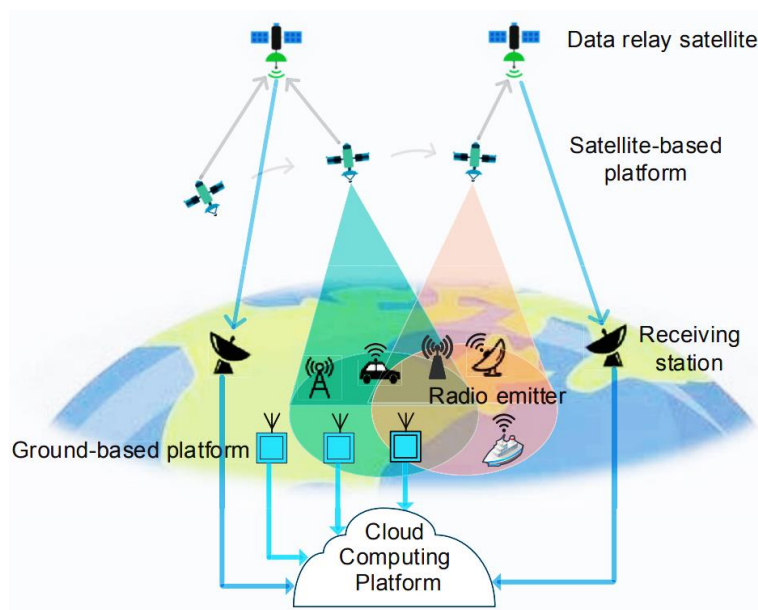 Data relay satellite
Satellite-based
platform
Receiving
station
Radio emitter
Ground-based platform
Cloud
Computing
Platform